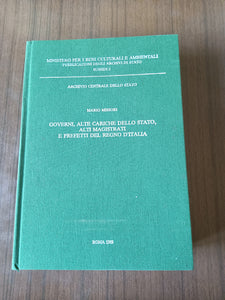 MINISTERO PER I BENI CULTURALI E AMBIENTALI
PUBBLICAZIONI DEGLI ARCHIVI DI STATO
SUSSIDI 2
ARCHIVIO CENTRALE DELLO STATO
MARIO MISSORI
GOVERNI, ALTE CARICHE DELLO STATO,
ALTI MAGISTRATI
E PREFETTI DEL REGNO D'ITALIA
ROMA 1989